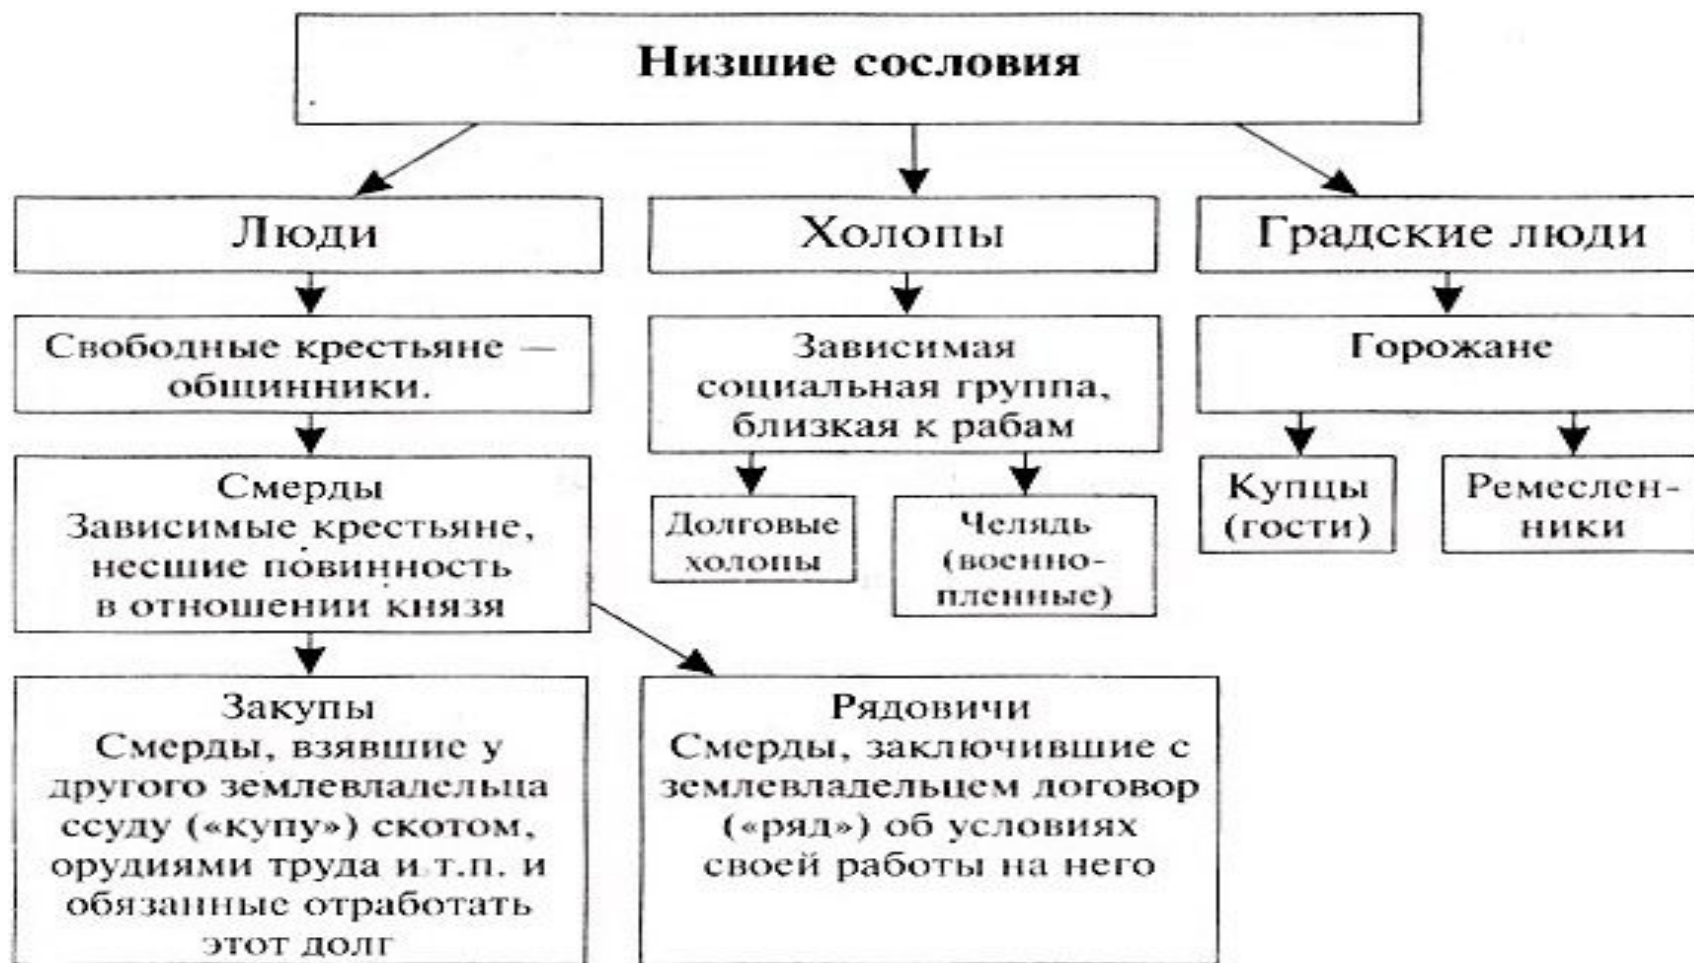 Низшие сословия
Люди
Холопы
Градские люди
Свободные крестьяне —
общинники.
Зависимая
социальная группа,
близкая к рабам
Горожане
Смерды
Зависимые крестьяне,
несшие повинность
в отношении князя
Долговые
холопы
Челядь
(военно-
пленные)
Купцы
(гости)
Ремеслен-
ники
Закупы
Смерды, взявшие у
другого землевладельца
ссуду («купу») скотом,
орудиями труда и т.п. и
обязанные отработать
этот долг
Рядовичи
Смерды, заключившие с
землевладельцем договор
(«ряд») об условиях
своей работы на него